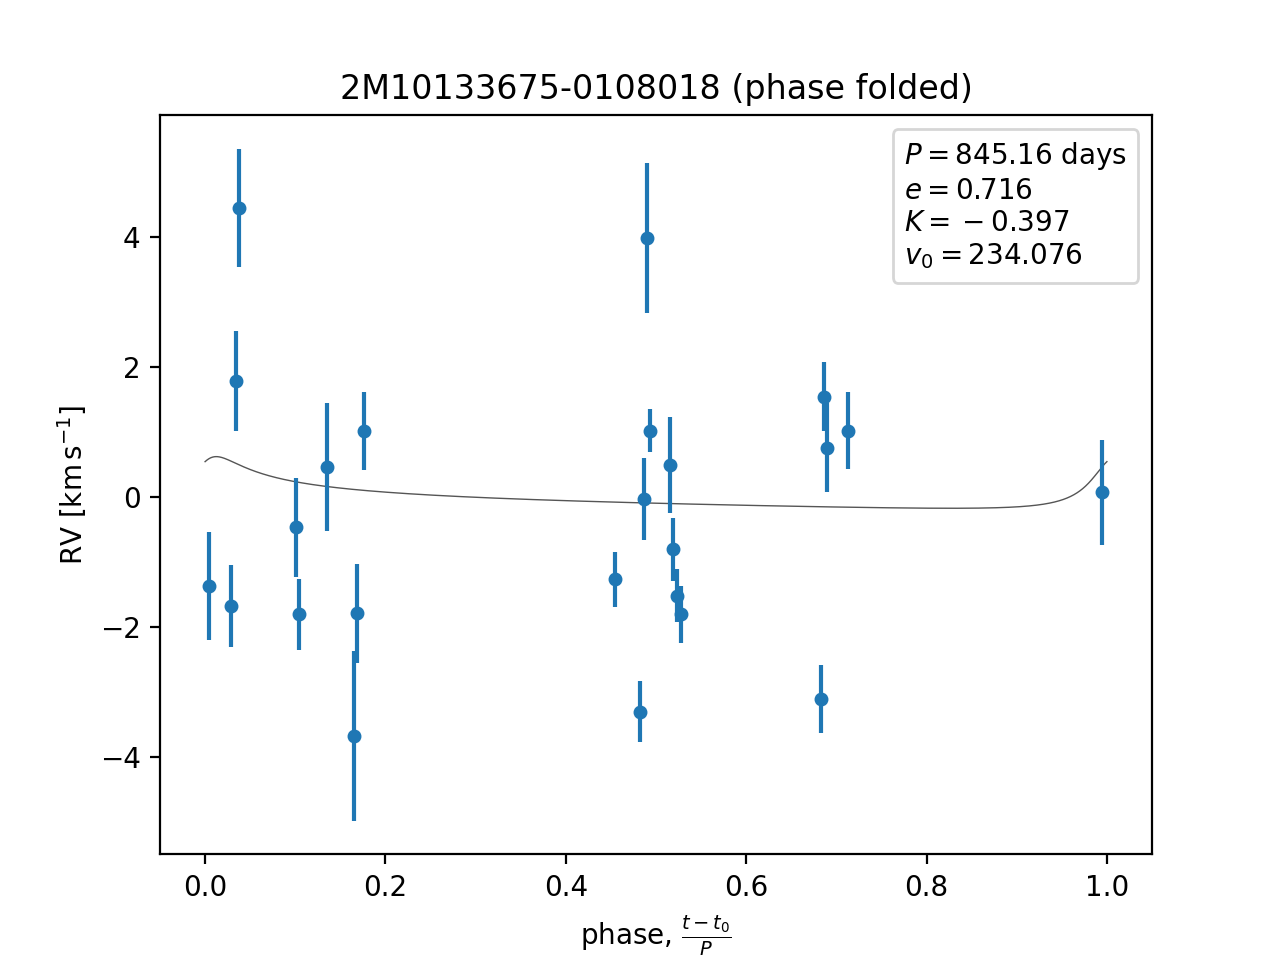 2M10133675-0108018 (phase folded)
P = 845.16 days
e = 0.716
K = −0.397
v₀ = 234.076
4
2
0
−2
−4
RV [km s⁻¹]
0.0 0.2 0.4 0.6 0.8 1.0
phase, (t − t₀)/P